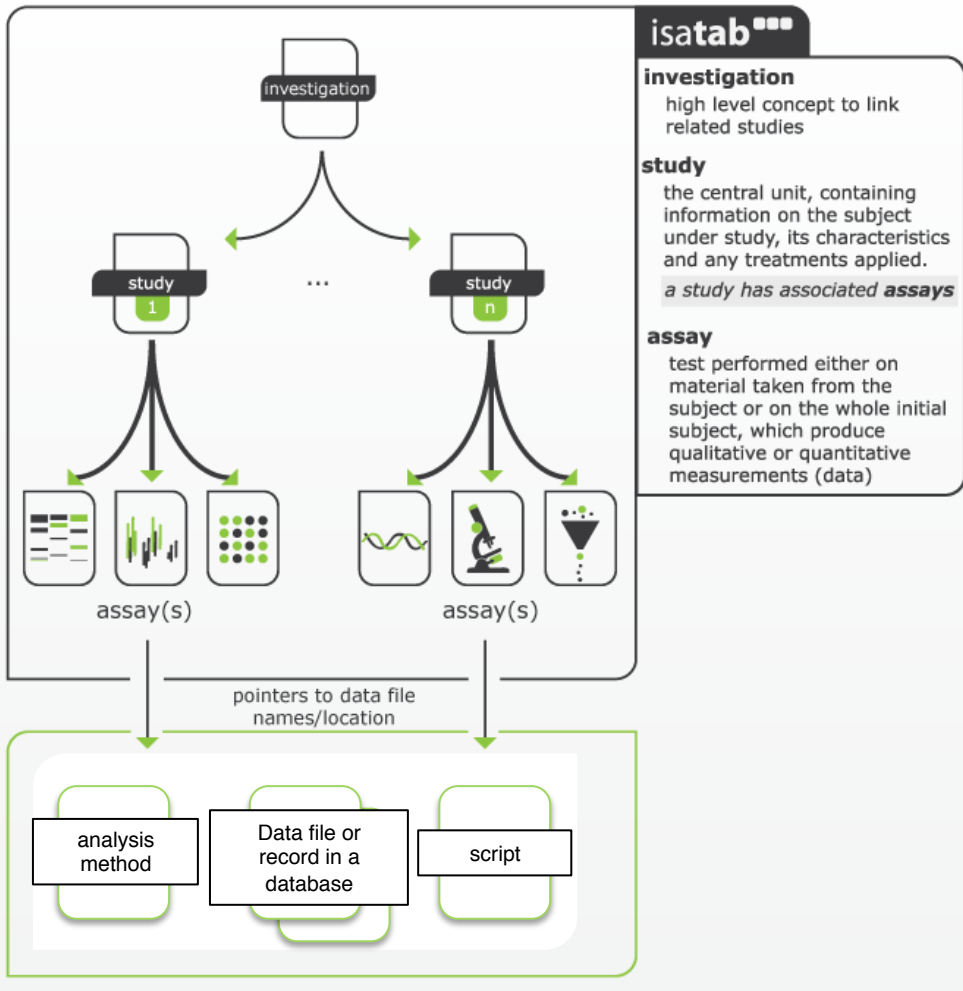 isatab
investigation
high level concept to link
related studies
study
the central unit, containing
information on the subject
under study, its characteristics
and any treatments applied.
a study has associated assays
assay
test performed either on
material taken from the
subject or on the whole initial
subject, which produce
qualitative or quantitative
measurements (data)
investigation
study
1
...
study
n
assay(s)
assay(s)
pointers to data file
names/location
analysis
method
Data file or
record in a
database
script